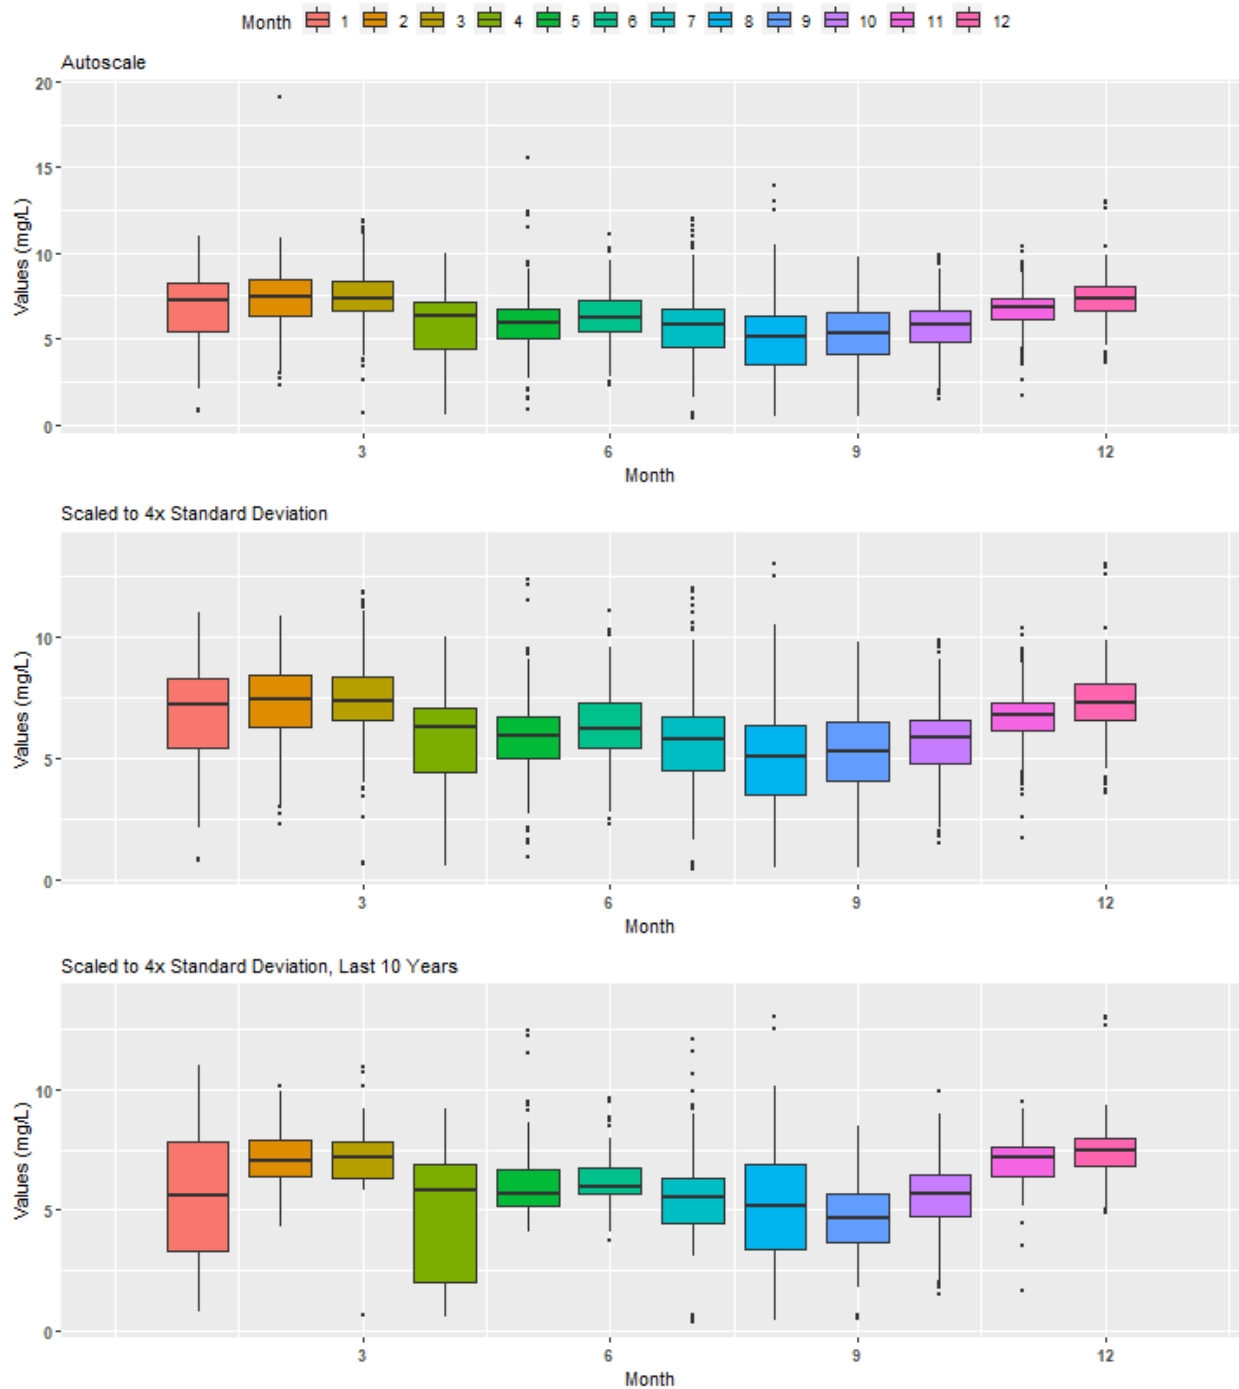 Month 1 2 3 4 5 6 7 8 9 10 11 12
Autoscale
20
15
10
5
0
Values (mg/L)
3 6 9 12
Month
Scaled to 4x Standard Deviation
10
5
0
Values (mg/L)
3 6 9 12
Month
Scaled to 4x Standard Deviation, Last 10 Years
10
5
0
Values (mg/L)
3 6 9 12
Month